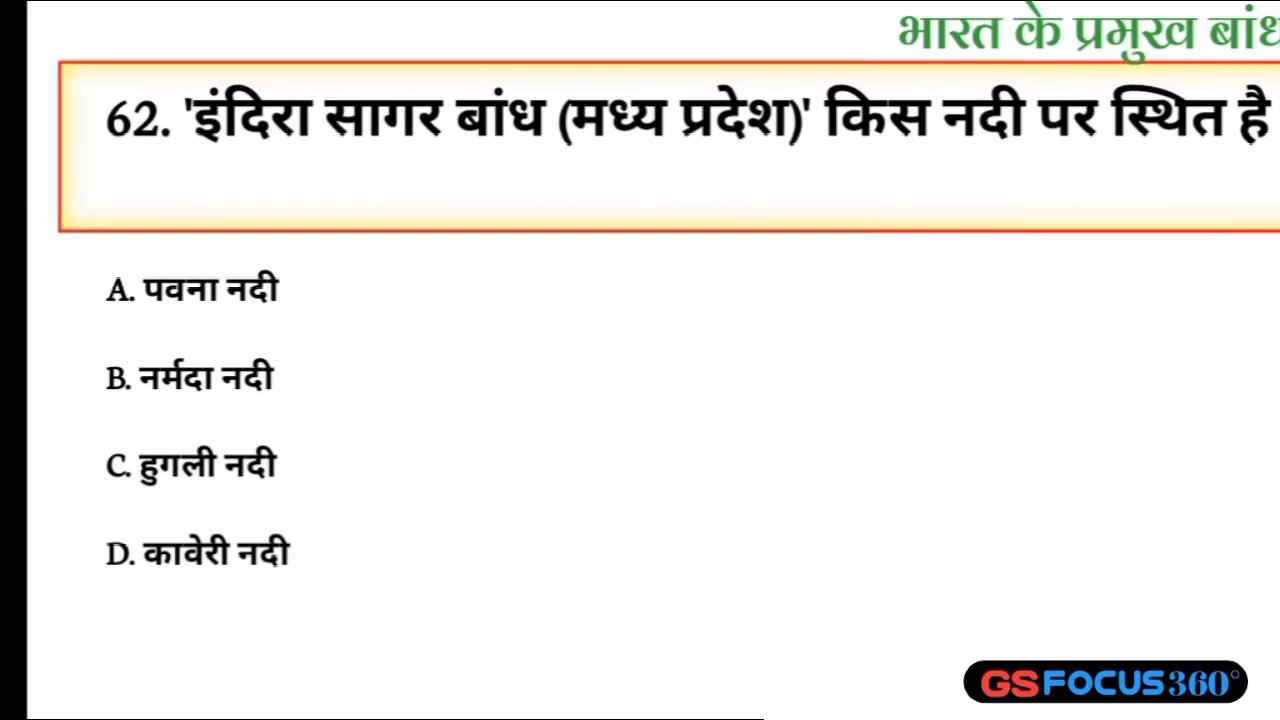 भारत के प्रमुख
62. 'इंदिरा सागर बांध (मध्य प्रदेश)' किस नदी पर स्थित है
A. पवना नदी
B. नर्मदा नदी
C. हुगली नदी
D. कावेरी नदी
GSFOCUS360°